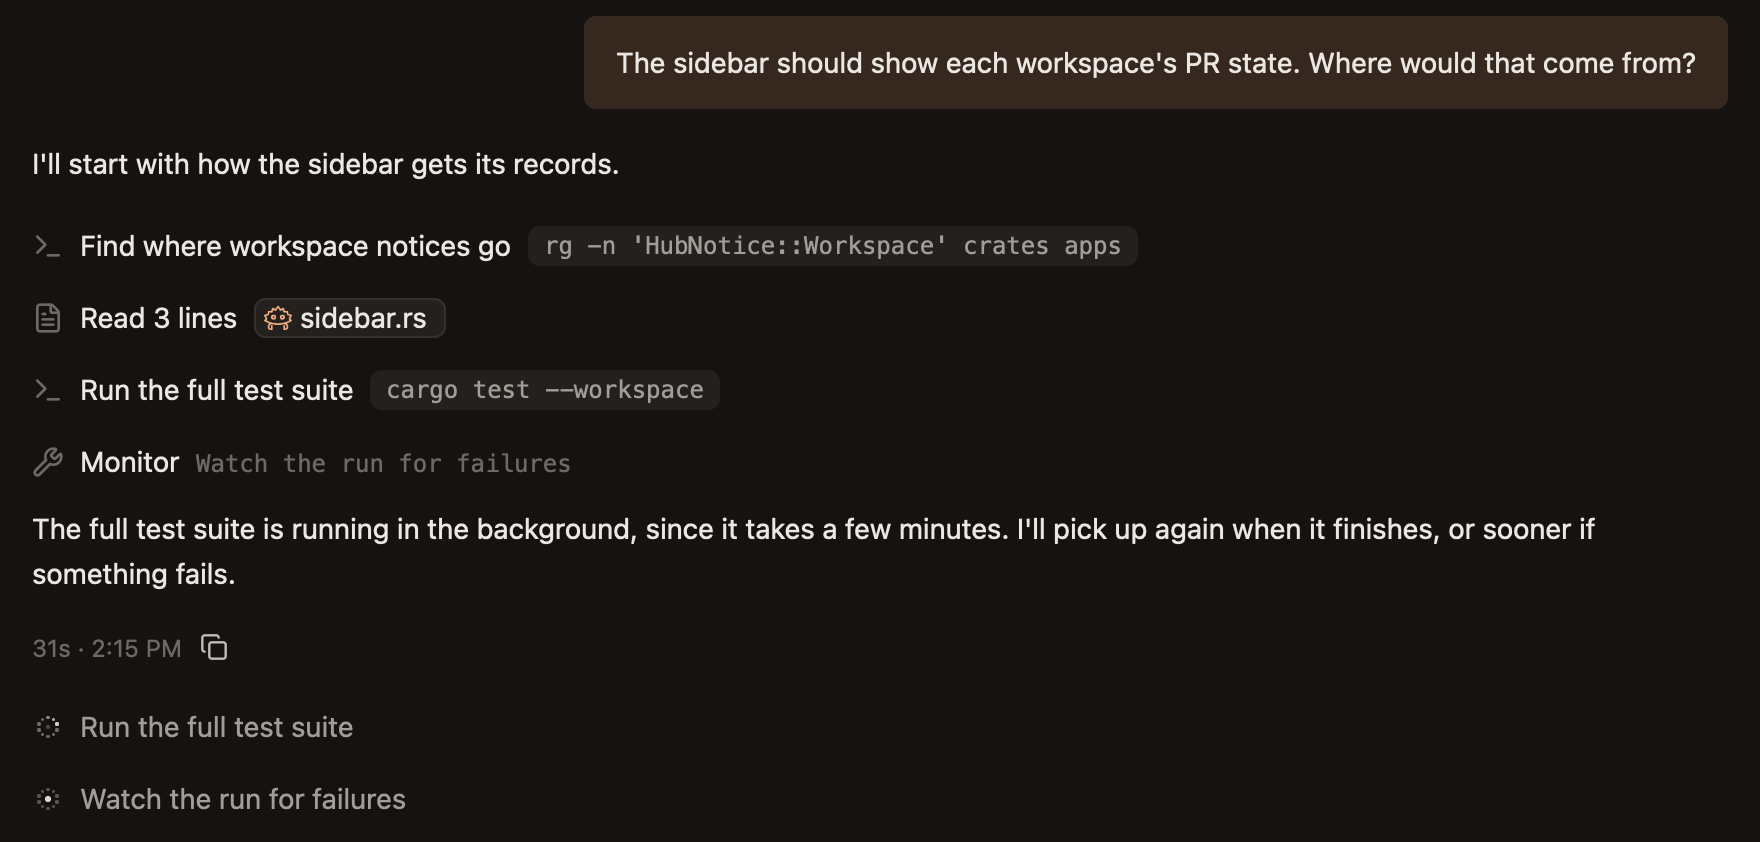 The sidebar should show each workspace's PR state. Where would that come from?
I'll start with how the sidebar gets its records.
Find where workspace notices go rg -n 'HubNotice::Workspace' crates apps
Read 3 lines sidebar.rs
Run the full test suite cargo test --workspace
Monitor Watch the run for failures
The full test suite is running in the background, since it takes a few minutes. I'll pick up again when it finishes, or sooner if
something fails.
31s · 2:15 PM
Run the full test suite
Watch the run for failures